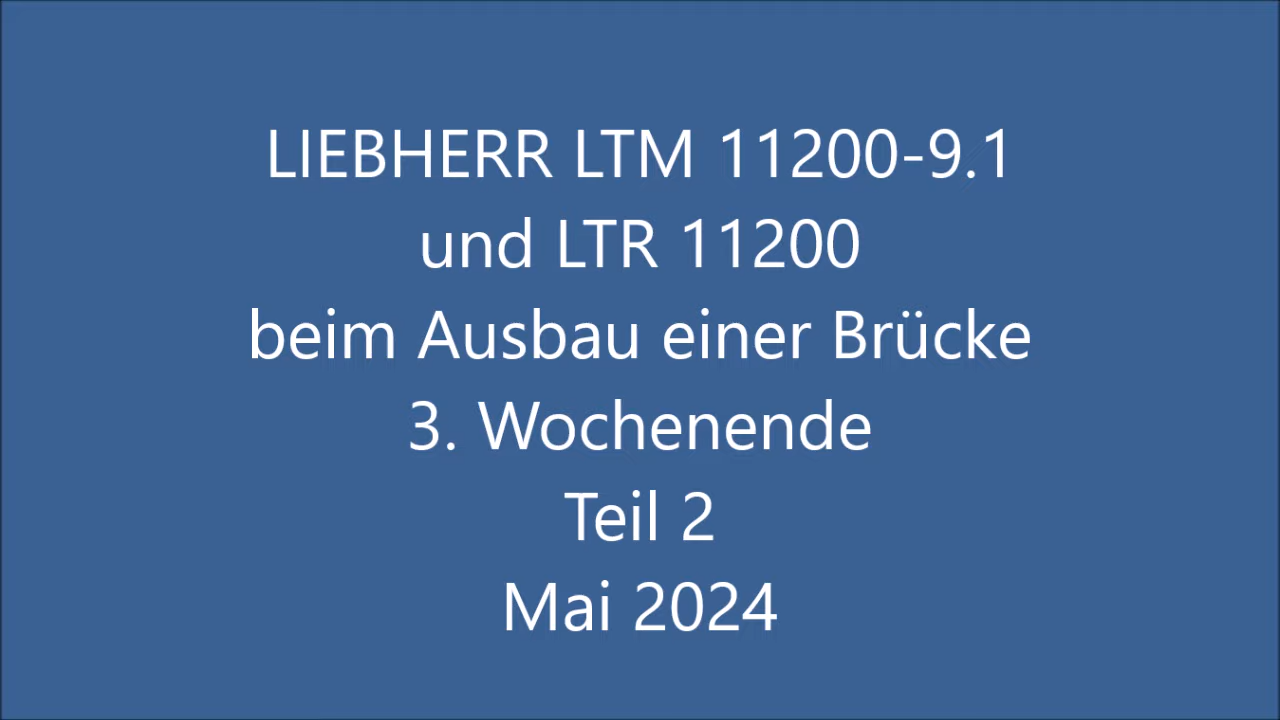 LIEBHERR LTM 11200-9.1
und LTR 11200
beim Ausbau einer Brücke
3. Wochenende
Teil 2
Mai 2024